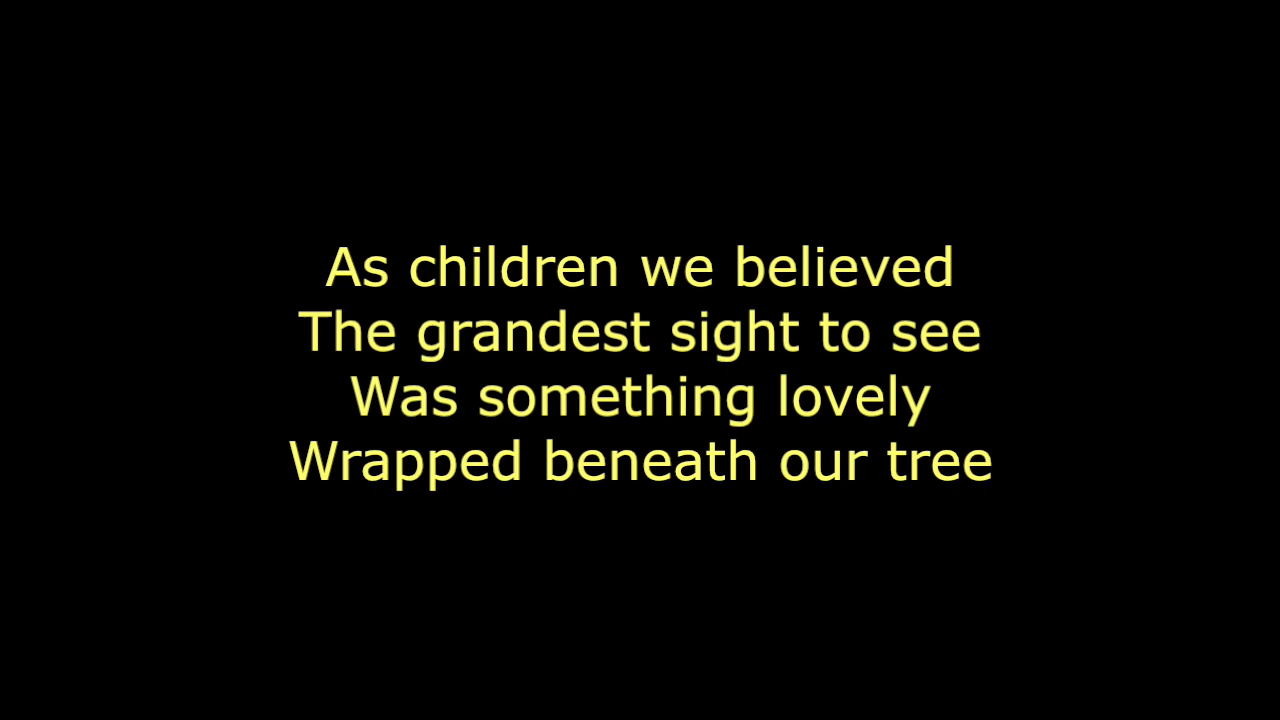 As children we believed
The grandest sight to see
Was something lovely
Wrapped beneath our tree